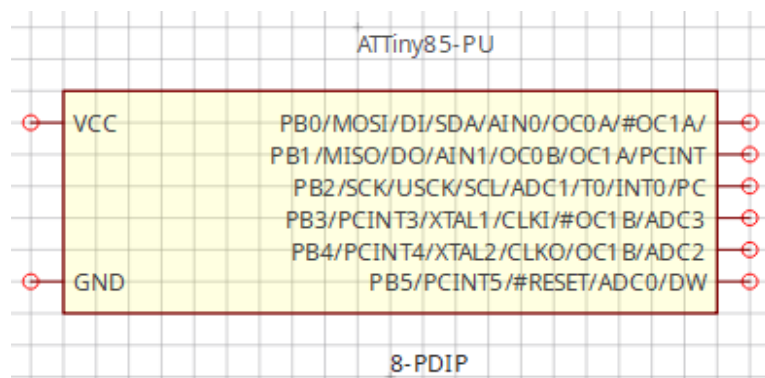 ATTiny85-PU
VCC PB0/MOSI/DI/SDA/AIN0/OC0A/#OC1A/
PB1/MISO/DO/AIN1/OC0B/OC1A/PCINT
PB2/SCK/USCK/SCL/ADC1/T0/INT0/PC
PB3/PCINT3/XTAL1/CLKI/#OC1B/ADC3
PB4/PCINT4/XTAL2/CLKO/OC1B/ADC2
GND PB5/PCINT5/#RESET/ADC0/DW
8-PDIP